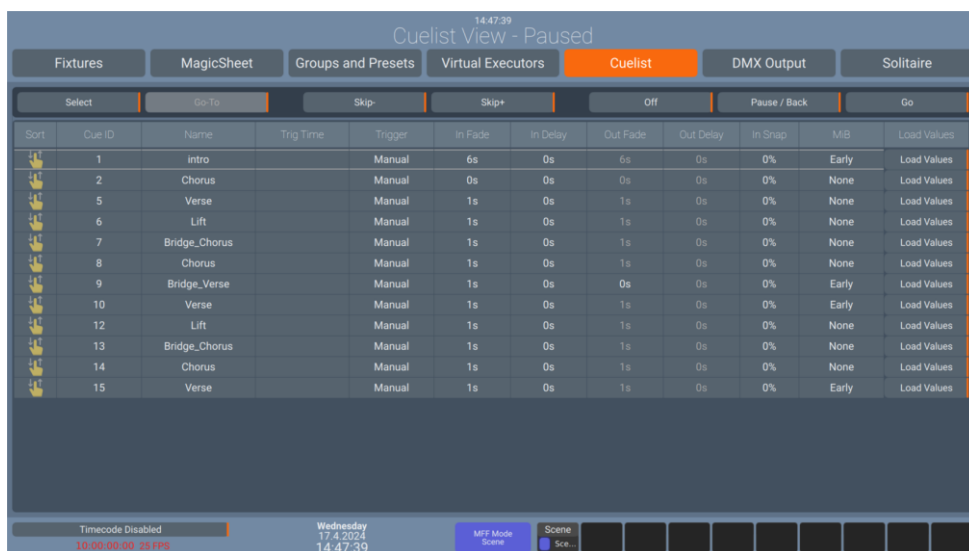 14:47:39
Cuelist View - Paused
Fixtures MagicSheet Groups and Presets Virtual Executors Cuelist DMX Output Solitaire
Select Go-To Skip- Skip+ Off Pause / Back Go
Sort Cue ID Name Trig Time Trigger In Fade In Delay Out Fade Out Delay In Snap MiB Load Values
1 intro Manual 6s 0s 6s 0s 0% Early Load Values
2 Chorus Manual 0s 0s 0s 0s 0% None Load Values
5 Verse Manual 1s 0s 1s 0s 0% None Load Values
6 Lift Manual 1s 0s 1s 0s 0% None Load Values
7 Bridge_Chorus Manual 1s 0s 1s 0s 0% None Load Values
8 Chorus Manual 1s 0s 1s 0s 0% None Load Values
9 Bridge_Verse Manual 1s 0s 0s 0s 0% Early Load Values
10 Verse Manual 1s 0s 1s 0s 0% Early Load Values
12 Lift Manual 1s 0s 1s 0s 0% None Load Values
13 Bridge_Chorus Manual 1s 0s 1s 0s 0% None Load Values
14 Chorus Manual 1s 0s 1s 0s 0% None Load Values
15 Verse Manual 1s 0s 1s 0s 0% Early Load Values
Timecode Disabled
10:00:00:00 25 FPS
Wednesday
17.4.2024
14:47:39
MFF Mode
Scene
Scene
Sce...